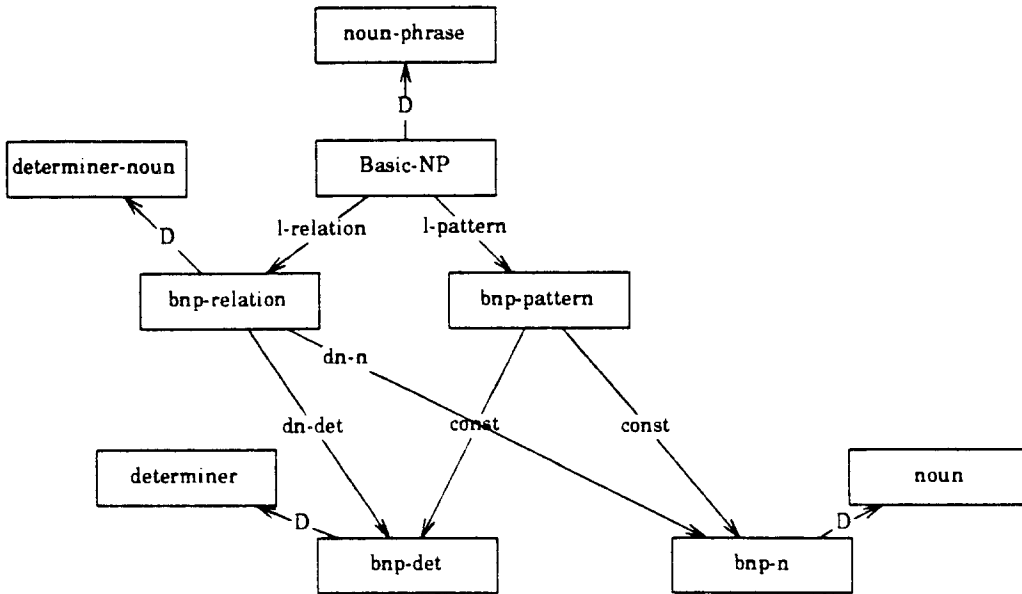 noun-phrase
D
determiner-noun
Basic-NP
D
l-relation
l-pattern
bnp-relation
bnp-pattern
dn-n
dn-det
const
const
determiner
noun
D
D
bnp-det
bnp-n